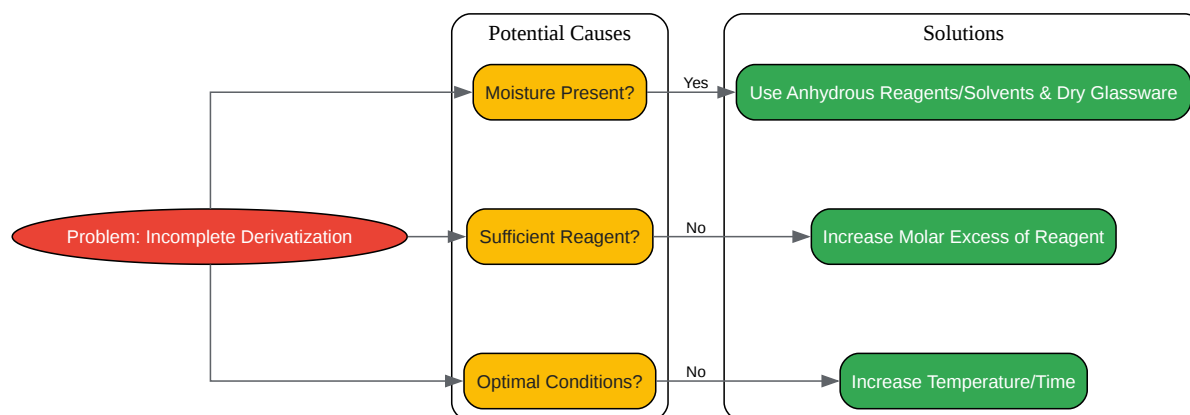 Potential Causes
Solutions
Moisture Present?
Yes
Use Anhydrous Reagents/Solvents & Dry Glassware
Problem: Incomplete Derivatization
Sufficient Reagent?
No
Increase Molar Excess of Reagent
Optimal Conditions?
No
Increase Temperature/Time